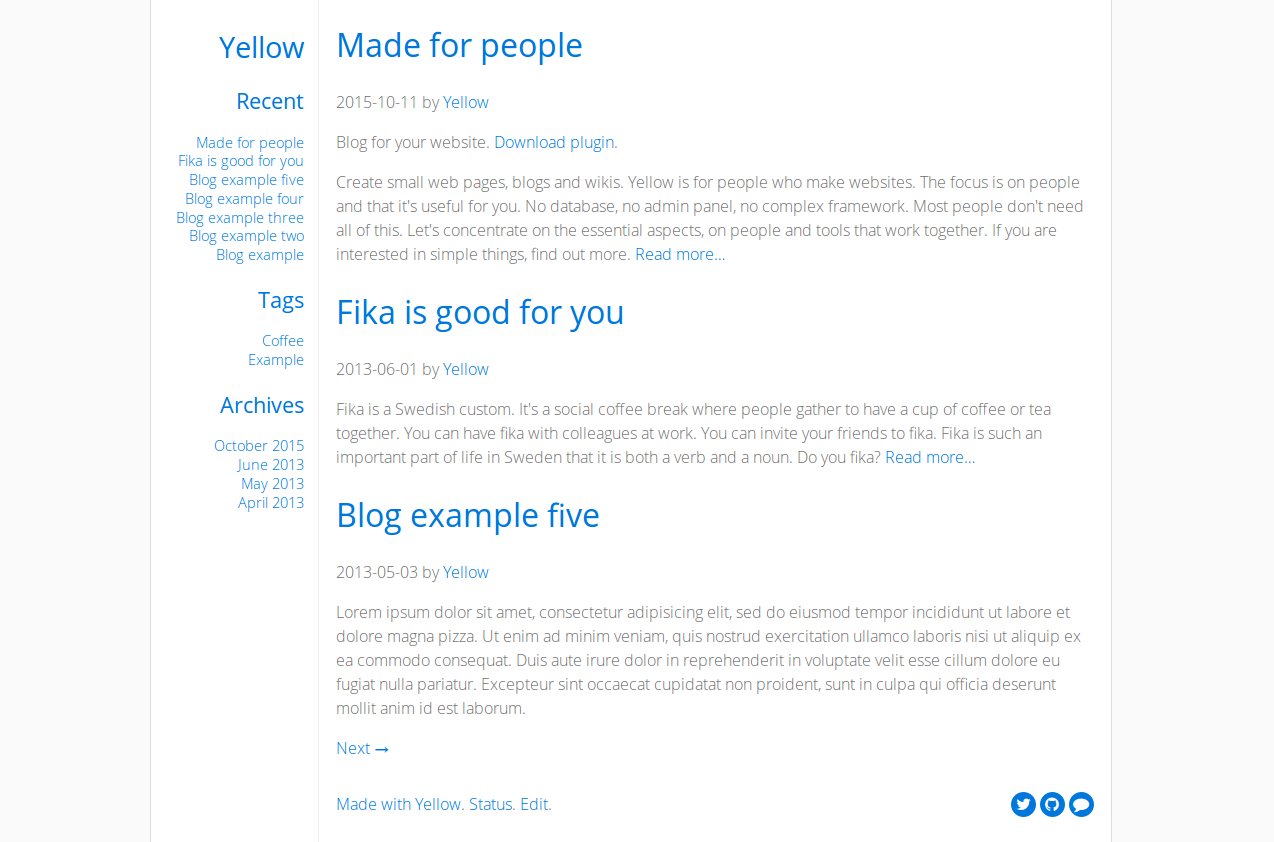 Yellow
Recent
Made for people
Fika is good for you
Blog example five
Blog example four
Blog example three
Blog example two
Blog example
Tags
Coffee
Example
Archives
October 2015
June 2013
May 2013
April 2013
Made for people
2015-10-11 by Yellow
Blog for your website. Download plugin.
Create small web pages, blogs and wikis. Yellow is for people who make websites. The focus is on people
and that it's useful for you. No database, no admin panel, no complex framework. Most people don't need
all of this. Let's concentrate on the essential aspects, on people and tools that work together. If you are
interested in simple things, find out more. Read more…
Fika is good for you
2013-06-01 by Yellow
Fika is a Swedish custom. It's a social coffee break where people gather to have a cup of coffee or tea
together. You can have fika with colleagues at work. You can invite your friends to fika. Fika is such an
important part of life in Sweden that it is both a verb and a noun. Do you fika? Read more…
Blog example five
2013-05-03 by Yellow
Lorem ipsum dolor sit amet, consectetur adipisicing elit, sed do eiusmod tempor incididunt ut labore et
dolore magna pizza. Ut enim ad minim veniam, quis nostrud exercitation ullamco laboris nisi ut aliquip ex
ea commodo consequat. Duis aute irure dolor in reprehenderit in voluptate velit esse cillum dolore eu
fugiat nulla pariatur. Excepteur sint occaecat cupidatat non proident, sunt in culpa qui officia deserunt
mollit anim id est laborum.
Next →
Made with Yellow. Status. Edit.